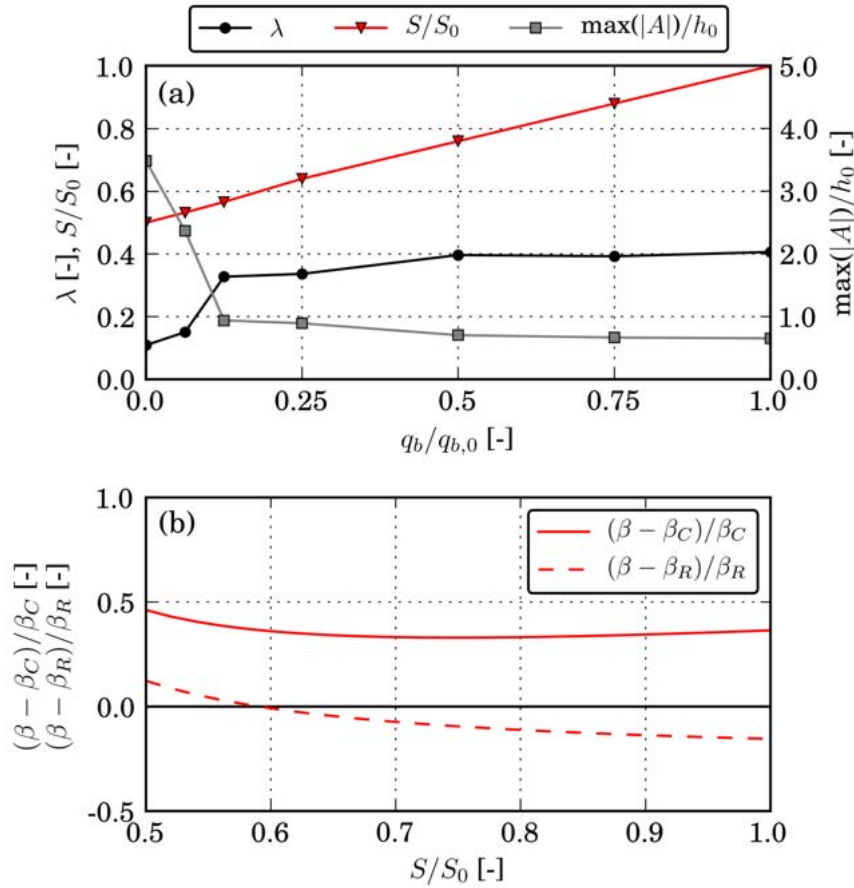 λ S/S₀ max(|A|)/h₀
(a)
1.0
0.8
0.6
0.4
0.2
0.0
λ [-], S/S₀ [-]
5.0
4.0
3.0
2.0
1.0
0.0
max(|A|)/h₀ [-]
0.0 0.25 0.5 0.75 1.0
q_b/q_{b,0} [-]
(b)
(β − β_C)/β_C
(β − β_R)/β_R
1.0
0.5
0.0
-0.5
(β − β_C)/β_C [-]
(β − β_R)/β_R [-]
0.5 0.6 0.7 0.8 0.9 1.0
S/S₀ [-]